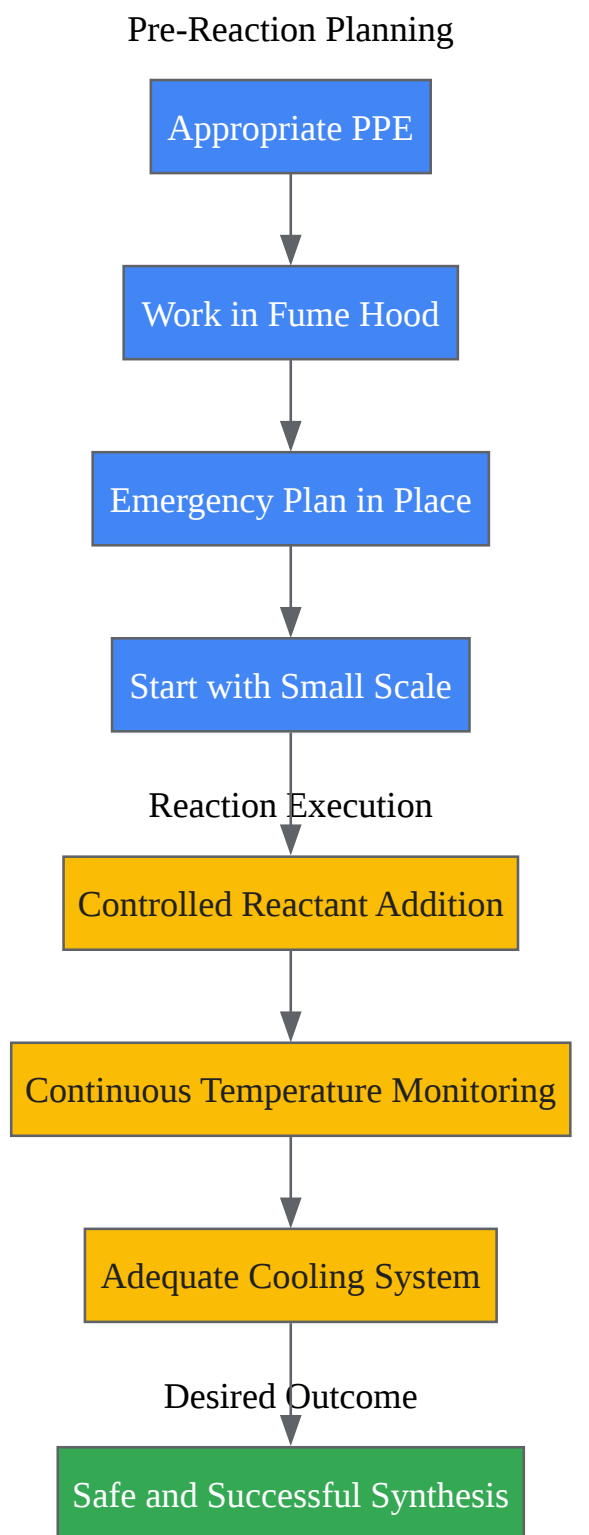 Pre-Reaction Planning
Appropriate PPE
Work in Fume Hood
Emergency Plan in Place
Start with Small Scale
Reaction Execution
Controlled Reactant Addition
Continuous Temperature Monitoring
Adequate Cooling System
Desired Outcome
Safe and Successful Synthesis